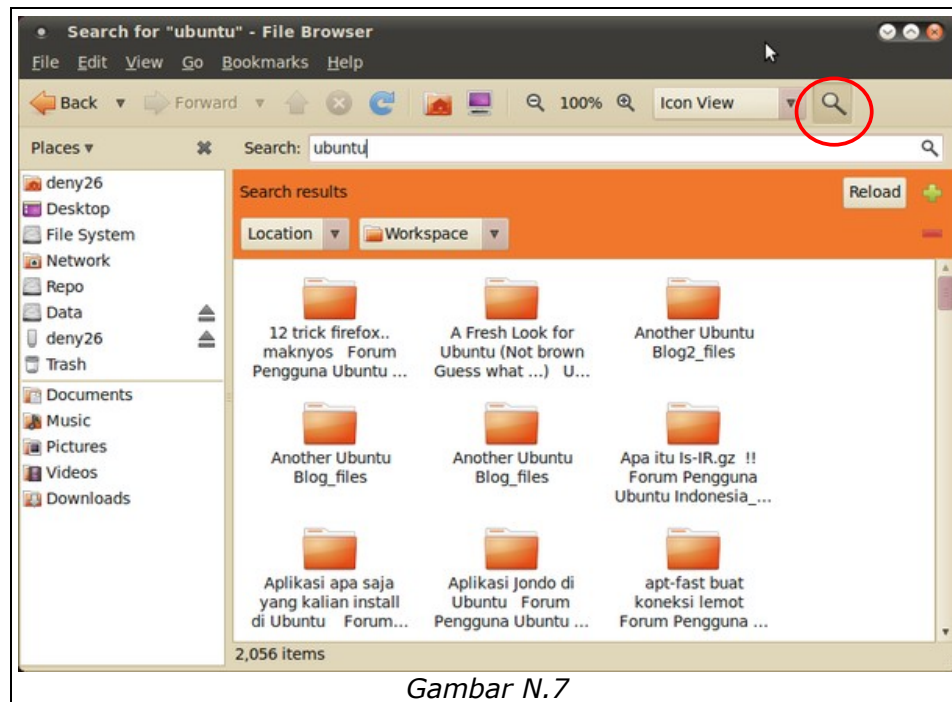 Search for "ubuntu" - File Browser
File Edit View Go Bookmarks Help
Back Forward 100% Icon View
Places Search: ubuntu
deny26
Desktop
File System
Network
Repo
Data
deny26
Trash
Documents
Music
Pictures
Videos
Downloads
Search results Reload
Location Workspace
12 trick firefox..
maknyos Forum
Pengguna Ubuntu ...
A Fresh Look for
Ubuntu (Not brown
Guess what ...) U...
Another Ubuntu
Blog2_files
Another Ubuntu
Blog_files
Another Ubuntu
Blog_files
Apa itu Is-IR.gz !!
Forum Pengguna
Ubuntu Indonesia_...
Aplikasi apa saja
yang kalian install
di Ubuntu Forum...
Aplikasi Jondo di
Ubuntu Forum
Pengguna Ubuntu ...
apt-fast buat
koneksi lemot
Forum Pengguna ...
2,056 items
Gambar N.7